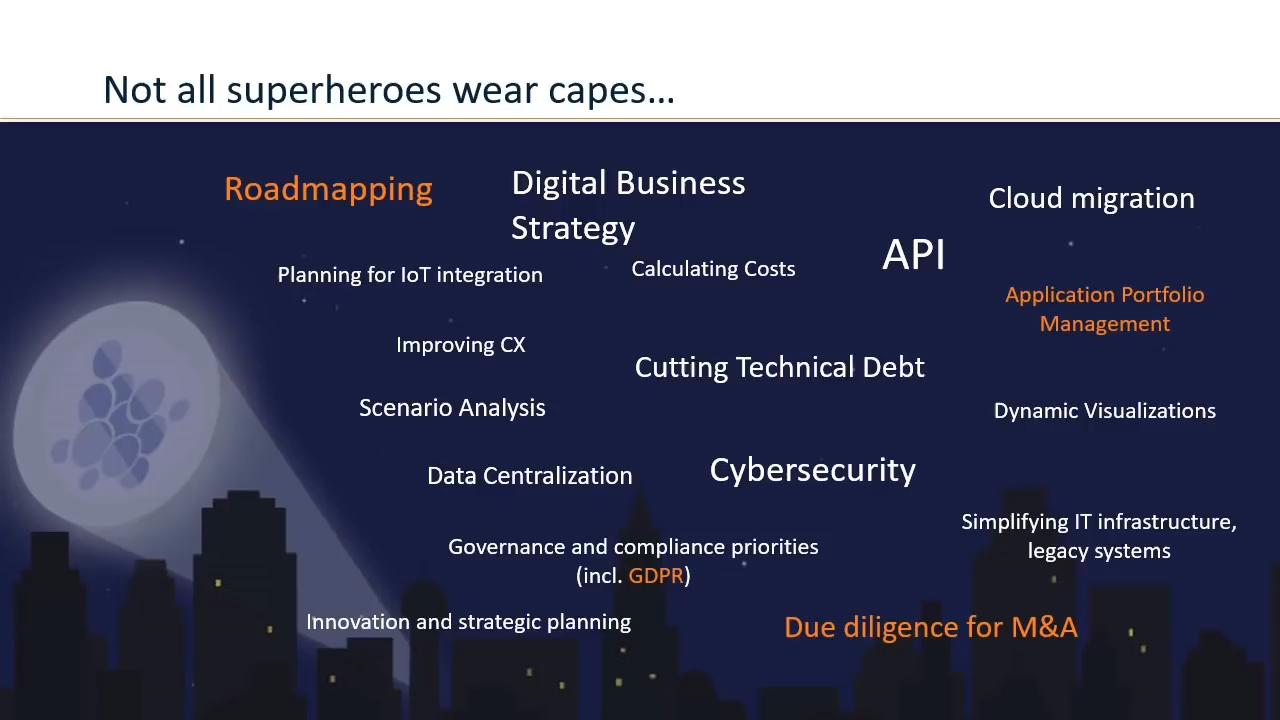 Not all superheroes wear capes…
Roadmapping
Digital Business
Strategy
Cloud migration
API
Planning for IoT integration
Calculating Costs
Application Portfolio
Management
Improving CX
Cutting Technical Debt
Scenario Analysis
Dynamic Visualizations
Data Centralization
Cybersecurity
Simplifying IT infrastructure,
legacy systems
Governance and compliance priorities
(incl. GDPR)
Innovation and strategic planning
Due diligence for M&A